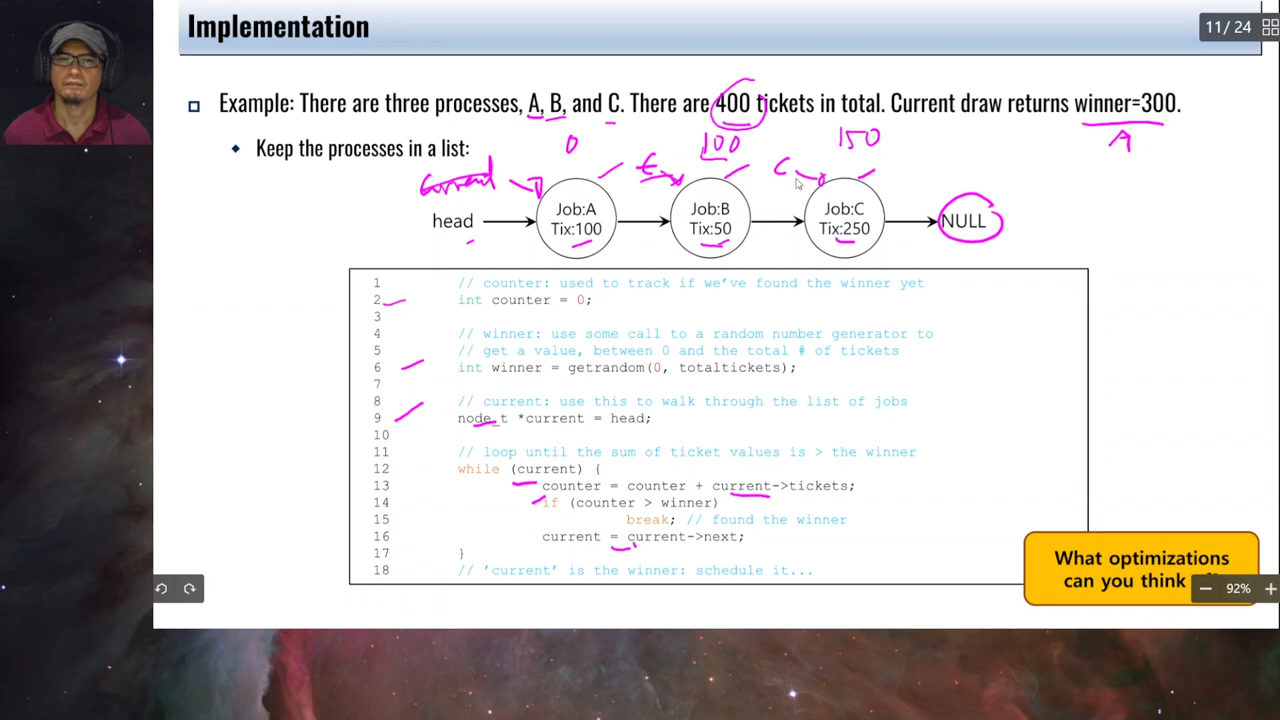 Implementation
11 / 24
Example: There are three processes, A, B, and C. There are 400 tickets in total. Current draw returns winner=300.
A
Keep the processes in a list:
0
100
150
current
C
C
head
Job:A
Tix:100
Job:B
Tix:50
Job:C
Tix:250
NULL
1 // counter: used to track if we've found the winner yet
2 int counter = 0;
3
4 // winner: use some call to a random number generator to
5 // get a value, between 0 and the total # of tickets
6 int winner = getrandom(0, totaltickets);
7
8 // current: use this to walk through the list of jobs
9 node_t *current = head;
10
11 // loop until the sum of ticket values is > the winner
12 while (current) {
13 counter = counter + current->tickets;
14 if (counter > winner)
15 break; // found the winner
16 current = current->next;
17 }
18 // 'current' is the winner: schedule it...
What optimizations
can you think
92%